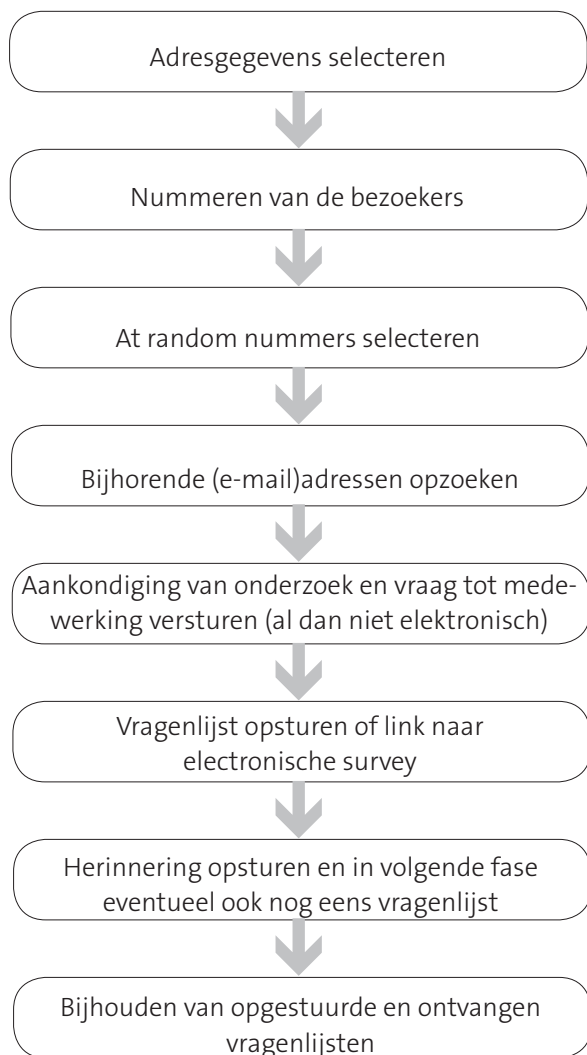 Adresgegevens selecteren
Nummeren van de bezoekers
At random nummers selecteren
Bijhorende (e-mail)adressen opzoeken
Aankondiging van onderzoek en vraag tot mede-
werking versturen (al dan niet elektronisch)
Vragenlijst opsturen of link naar
electronische survey
Herinnering opsturen en in volgende fase
eventueel ook nog eens vragenlijst
Bijhouden van opgestuurde en ontvangen
vragenlijsten